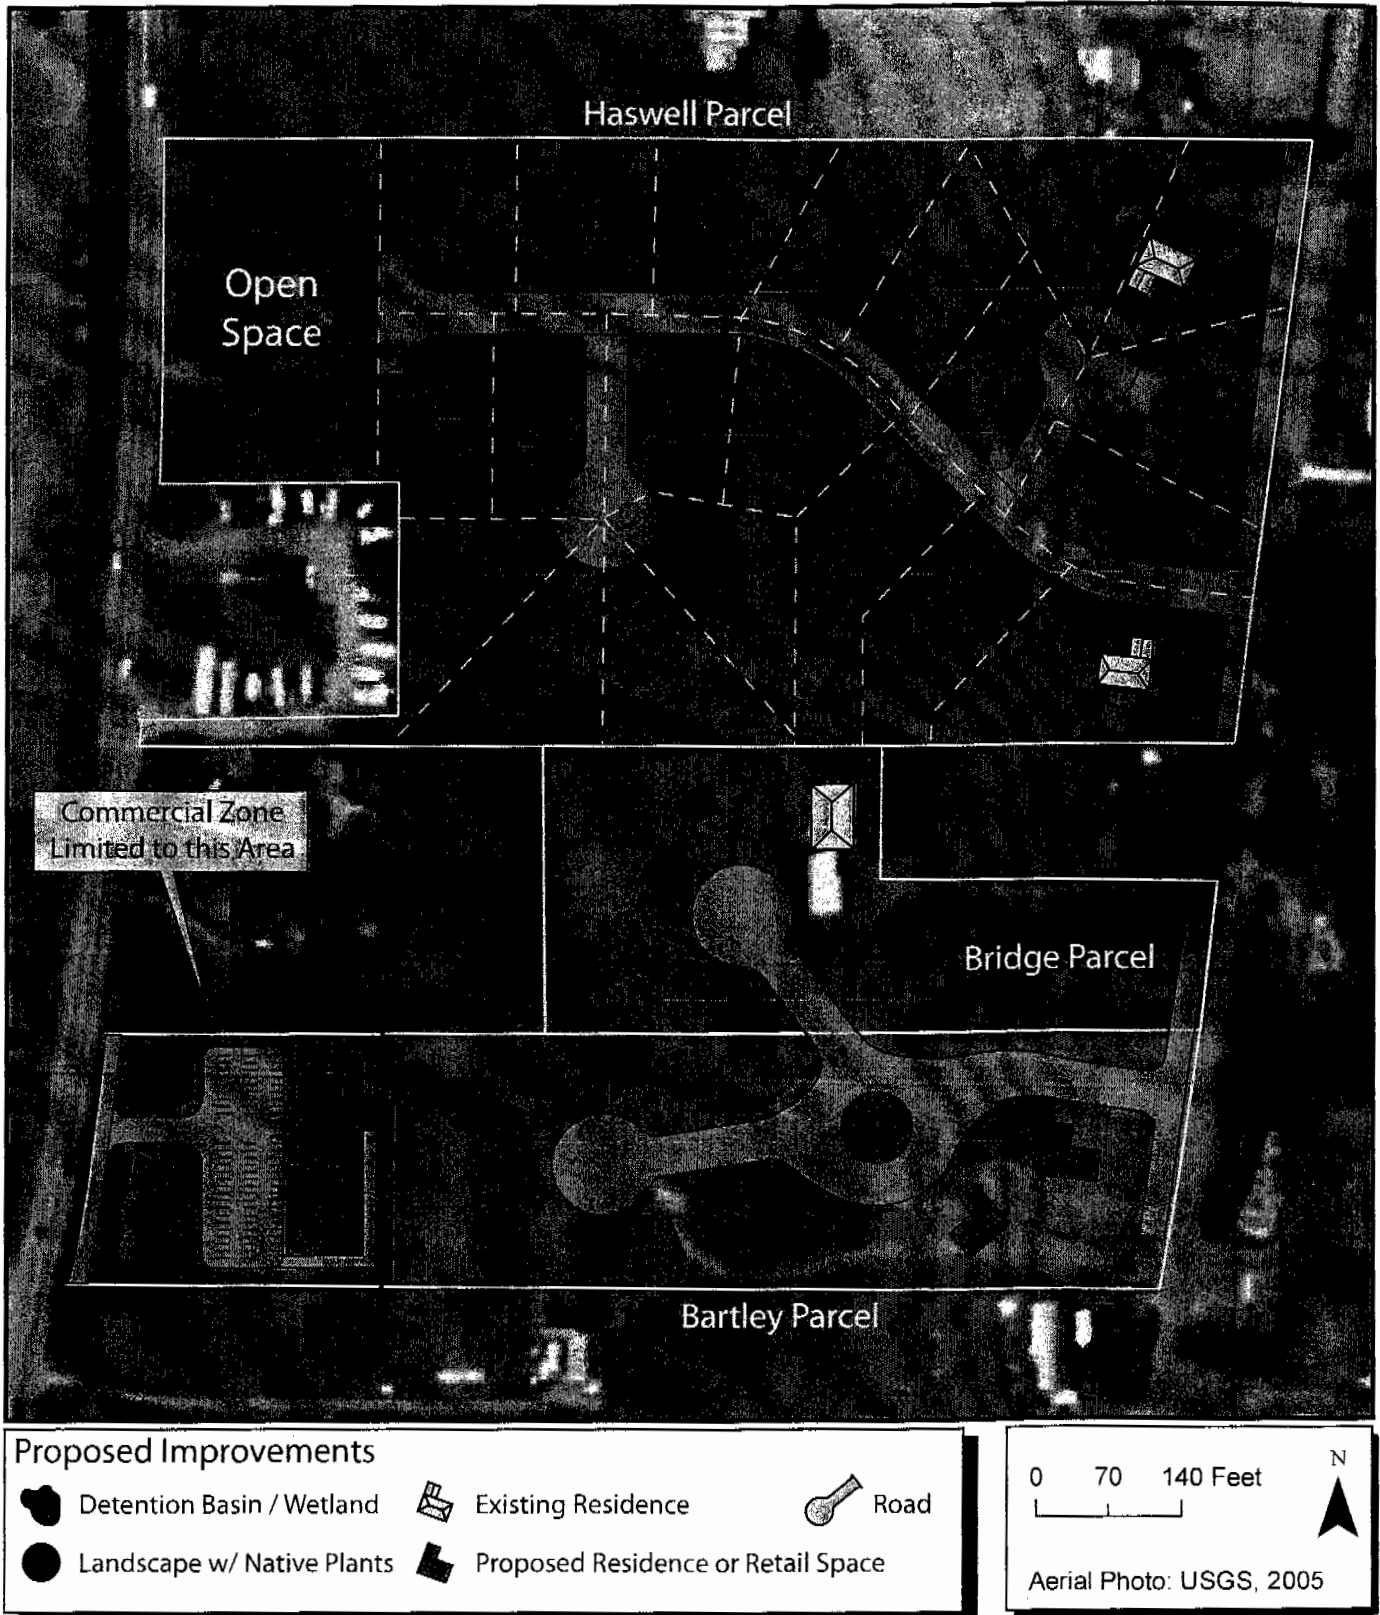 Haswell Parcel
Open
Space
Commercial Zone
Limited to this Area
Bridge Parcel
Bartley Parcel
Proposed Improvements
Detention Basin / Wetland
Existing Residence
Road
Landscape w/ Native Plants
Proposed Residence or Retail Space
0 70 140 Feet
N
Aerial Photo: USGS, 2005